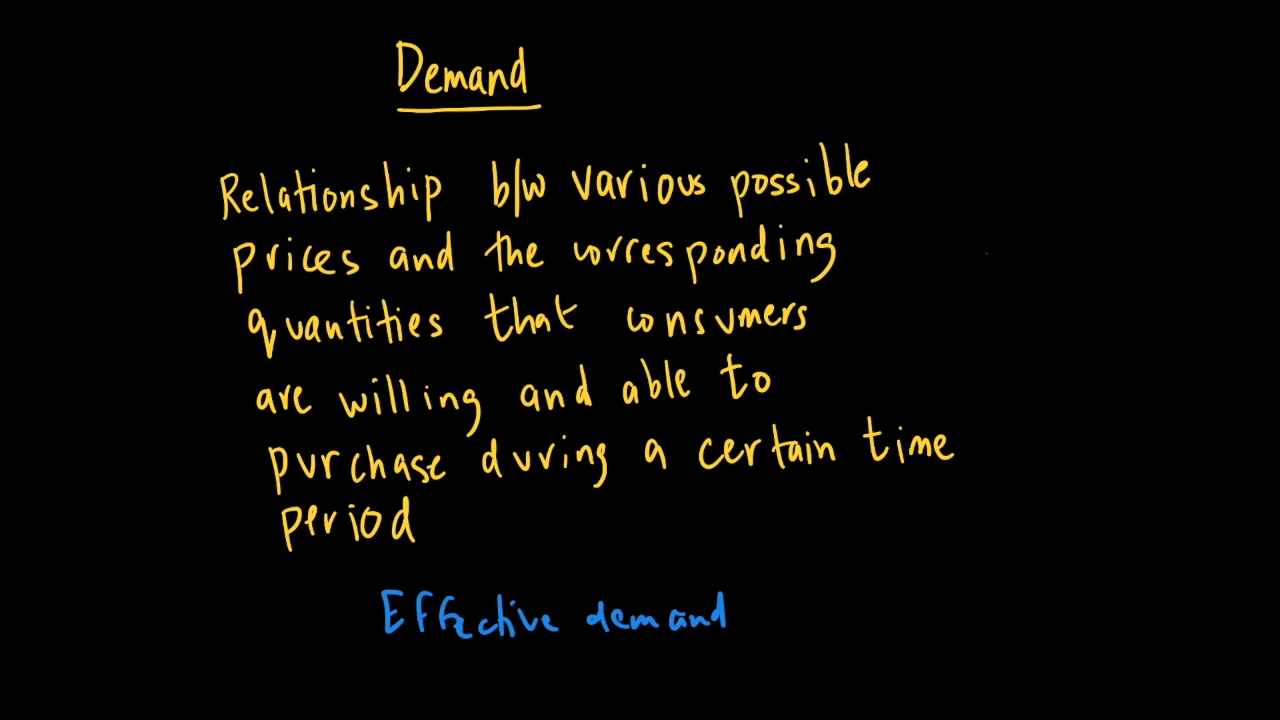 Demand
Relationship b/w various possible
prices and the corresponding
quantities that consumers
are willing and able to
purchase during a certain time
period
Effective demand